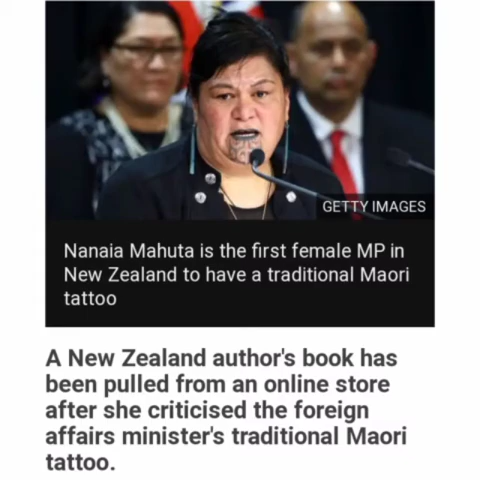 GETTY IMAGES
Nanaia Mahuta is the first female MP in
New Zealand to have a traditional Maori
tattoo
A New Zealand author's book has
been pulled from an online store
after she criticised the foreign
affairs minister's traditional Maori
tattoo.